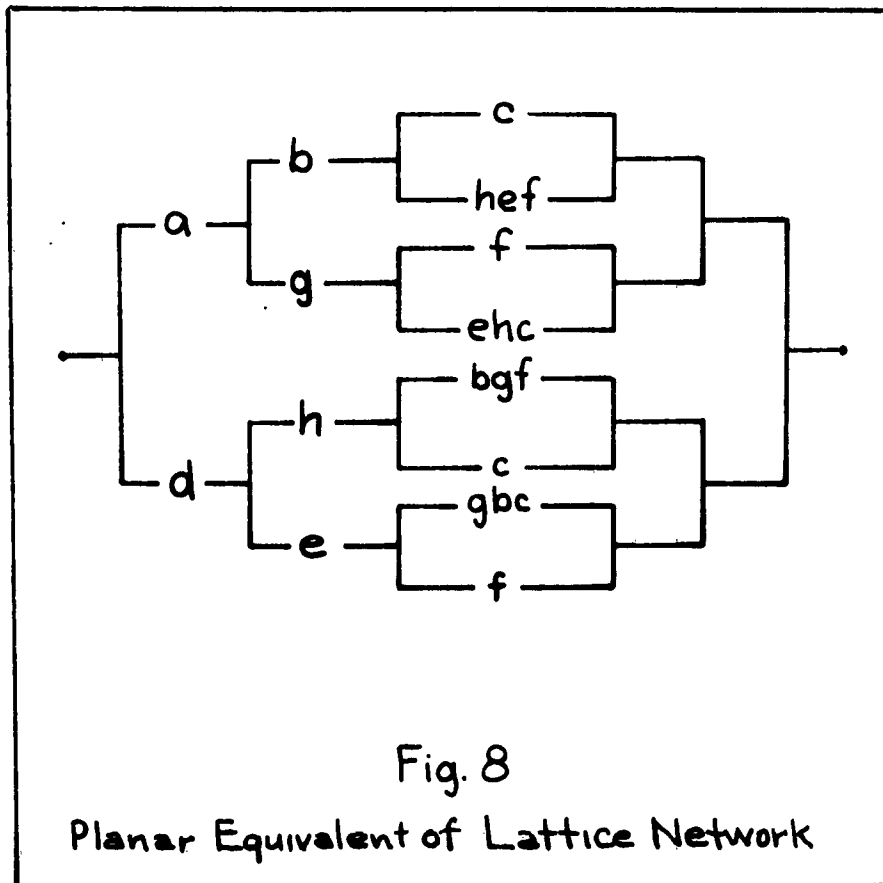 c
b
hef
a
f
g
ehc
bgf
h
c
d
gbc
e
f
Fig. 8
Planar Equivalent of Lattice Network